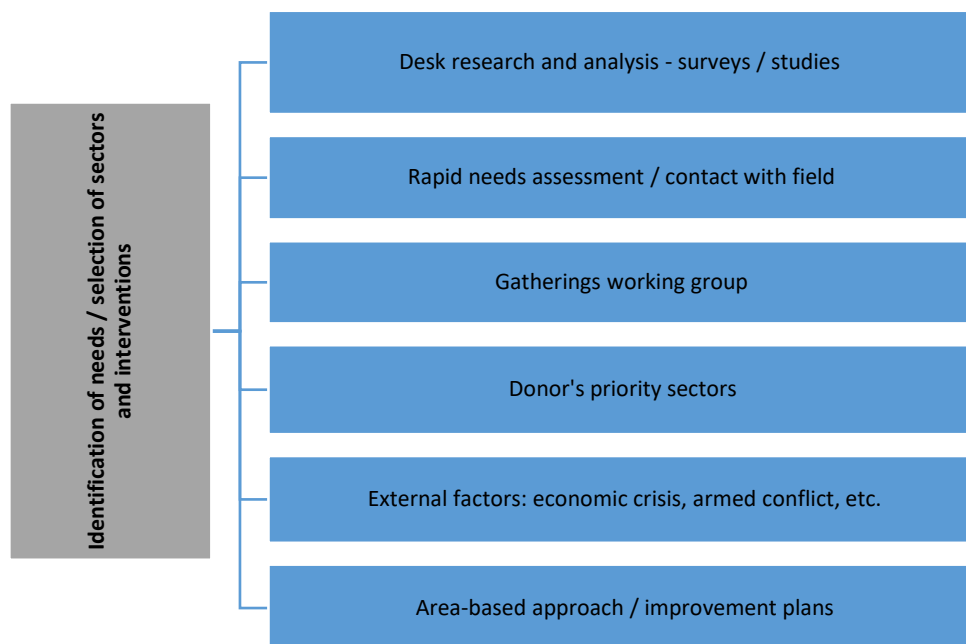 Identification of needs / selection of sectors
and interventions
Desk research and analysis - surveys / studies
Rapid needs assessment / contact with field
Gatherings working group
Donor's priority sectors
External factors: economic crisis, armed conflict, etc.
Area-based approach / improvement plans